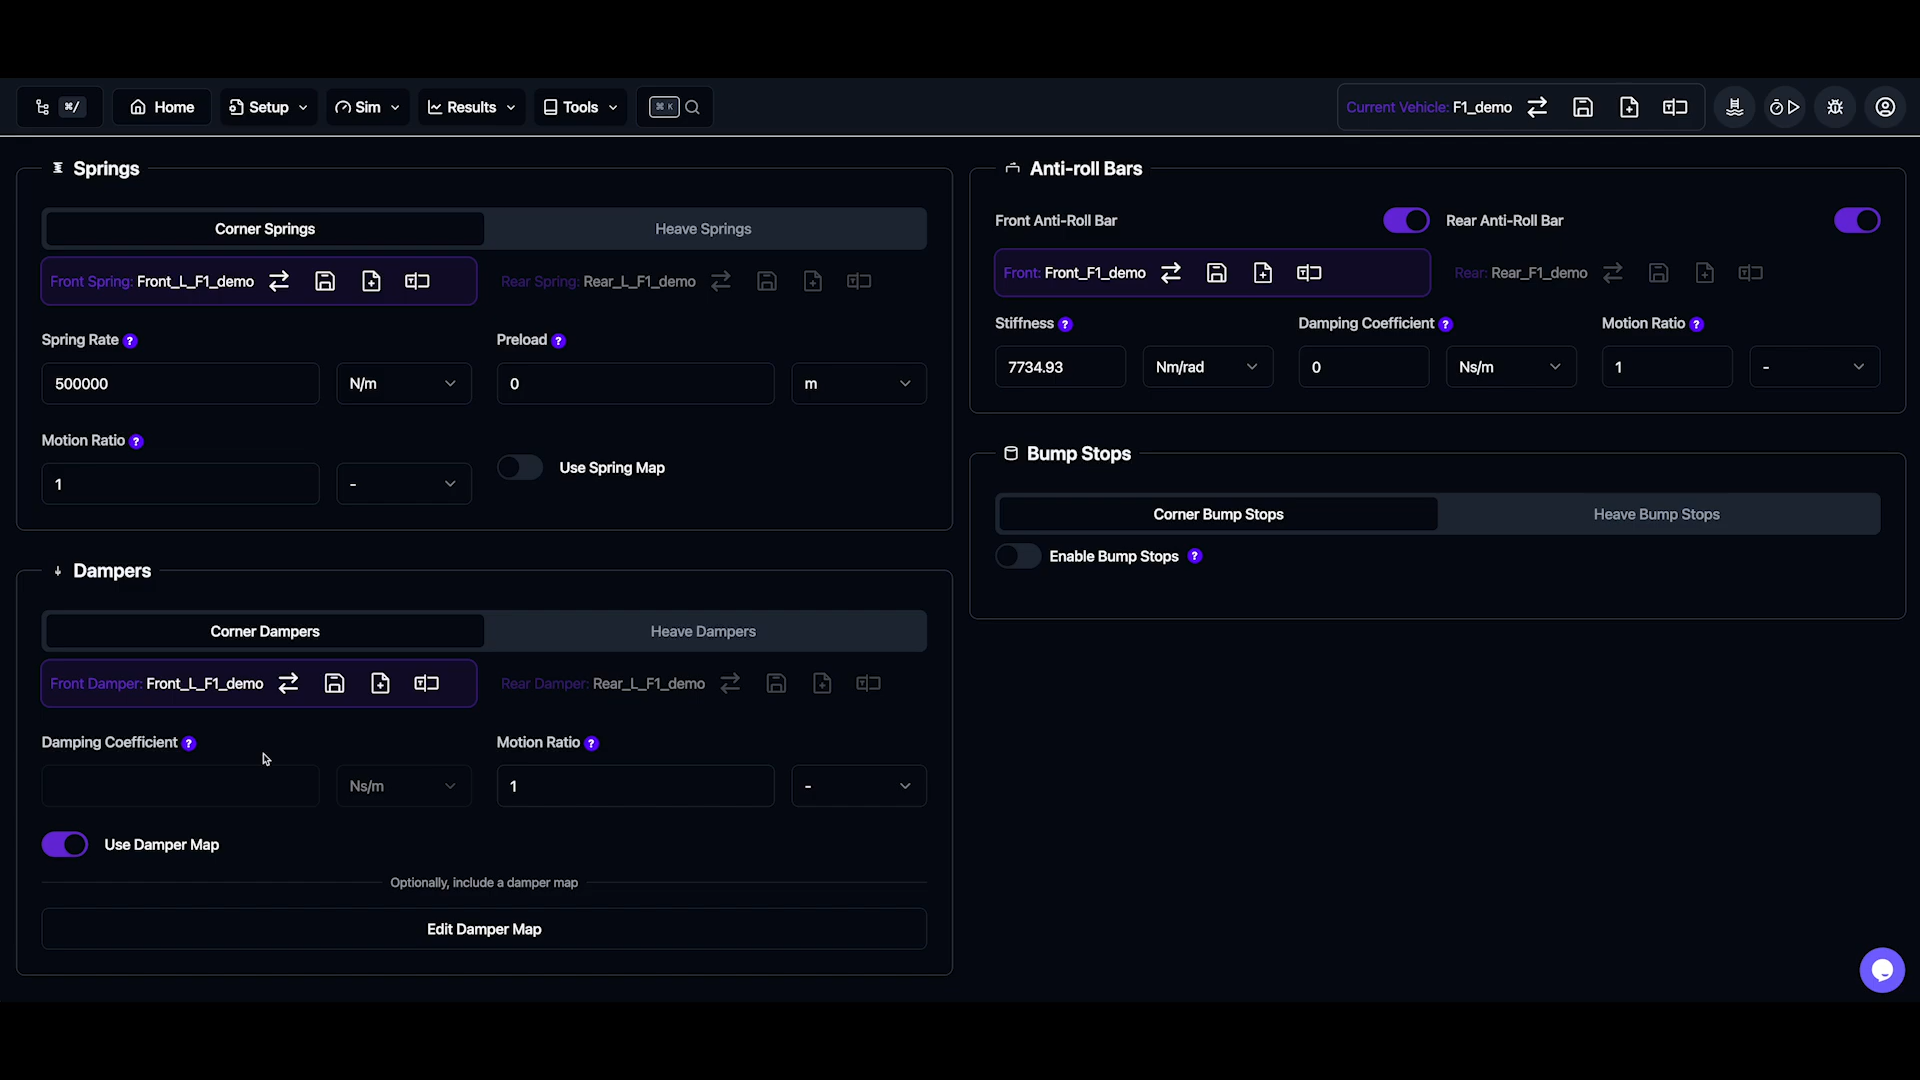 ⌘/ Home Setup Sim Results Tools ⌘ K Current Vehicle: F1_demo
Springs
Corner Springs Heave Springs
Front Spring: Front_L_F1_demo Rear Spring: Rear_L_F1_demo
Spring Rate ? Preload ?
500000 N/m 0 m
Motion Ratio ?
1 - Use Spring Map
Dampers
Corner Dampers Heave Dampers
Front Damper: Front_L_F1_demo Rear Damper: Rear_L_F1_demo
Damping Coefficient ? Motion Ratio ?
Ns/m 1 -
Use Damper Map
Optionally, include a damper map
Edit Damper Map
Anti-roll Bars
Front Anti-Roll Bar Rear Anti-Roll Bar
Front: Front_F1_demo Rear: Rear_F1_demo
Stiffness ? Damping Coefficient ? Motion Ratio ?
7734.93 Nm/rad 0 Ns/m 1 -
Bump Stops
Corner Bump Stops Heave Bump Stops
Enable Bump Stops ?